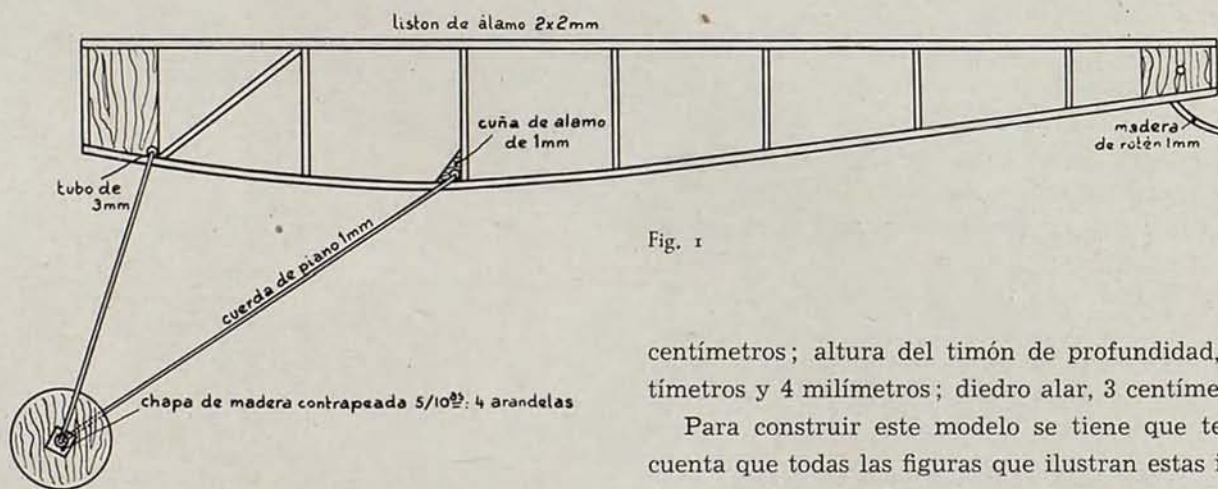 liston de álamo 2x2mm
cuña de alamo
de 1mm
madera
de rotén 1mm
tubo de
3mm
cuerda de piano 1mm
Fig. 1
chapa de madera contrapeada 5/10as: 4 arandelas
centímetros; altura del timón de profundidad,
tímetros y 4 milímetros; diedro alar, 3 centíme
Para construir este modelo se tiene que te
cuenta que todas las figuras que ilustran estas i